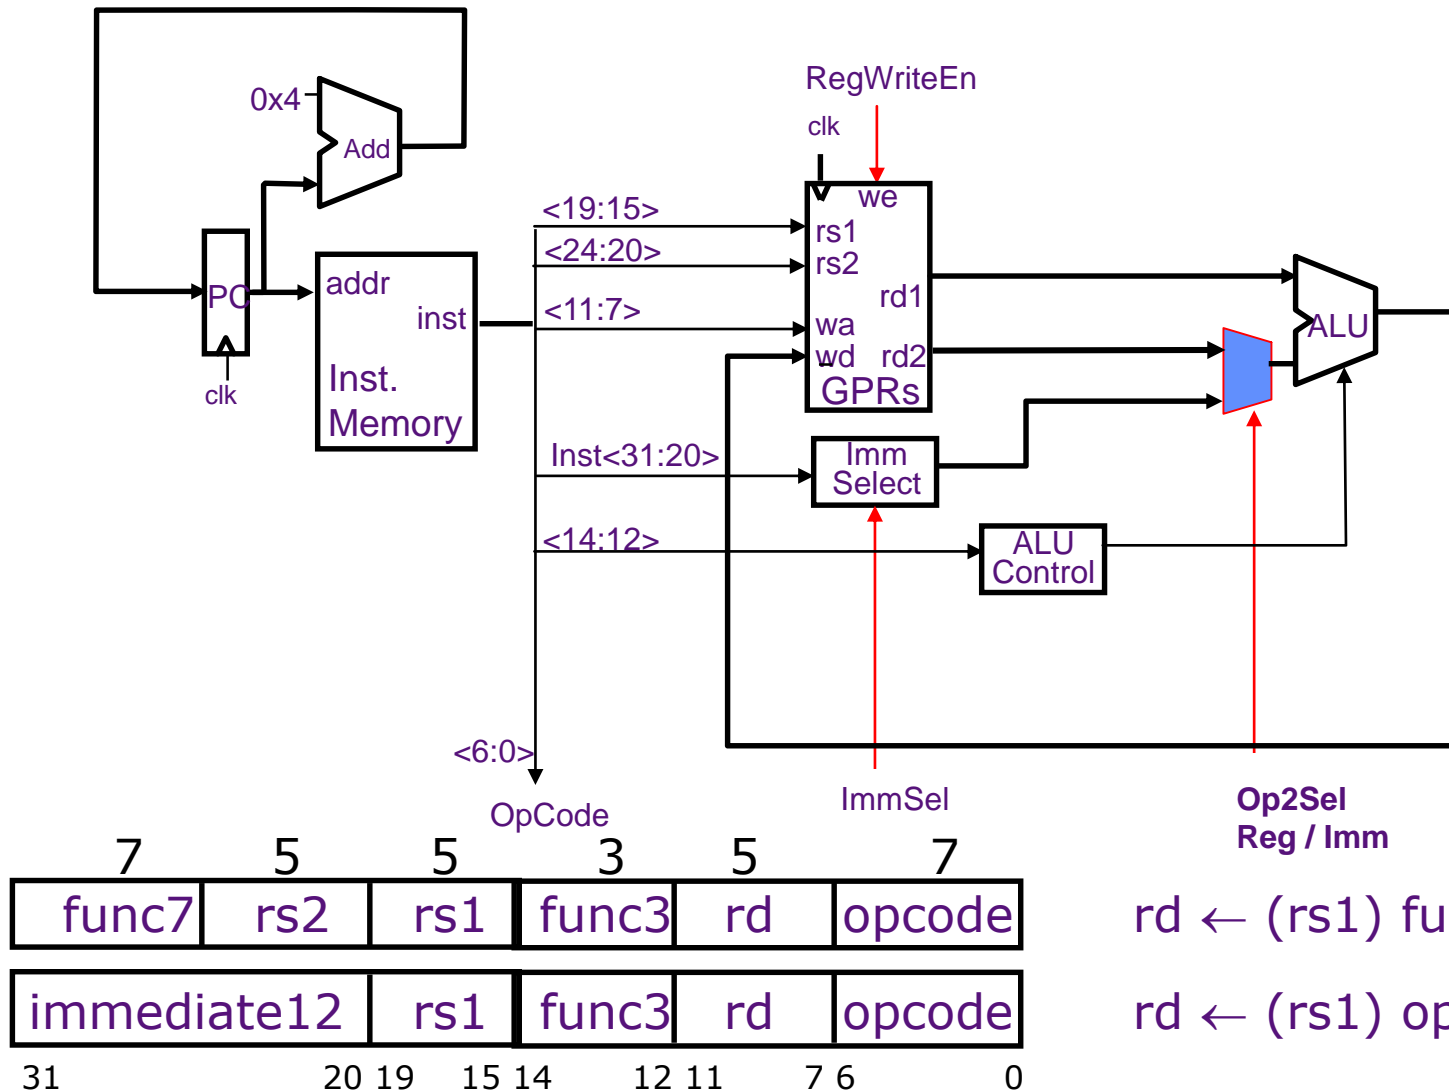 0x4
Add
RegWriteEn
clk
we
<19:15>
<24:20>
<11:7>
rs1
rs2
rd1
wa
wd
rd2
GPRs
PC
clk
addr
inst
Inst.
Memory
ALU
Inst<31:20>
Imm
Select
<14:12>
ALU
Control
<6:0>
OpCode
ImmSel
Op2Sel
Reg / Imm
7 5 5 3 5 7
func7 rs2 rs1 func3 rd opcode
rd ← (rs1) fu
immediate12 rs1 func3 rd opcode
rd ← (rs1) op
31 20 19 15 14 12 11 7 6 0